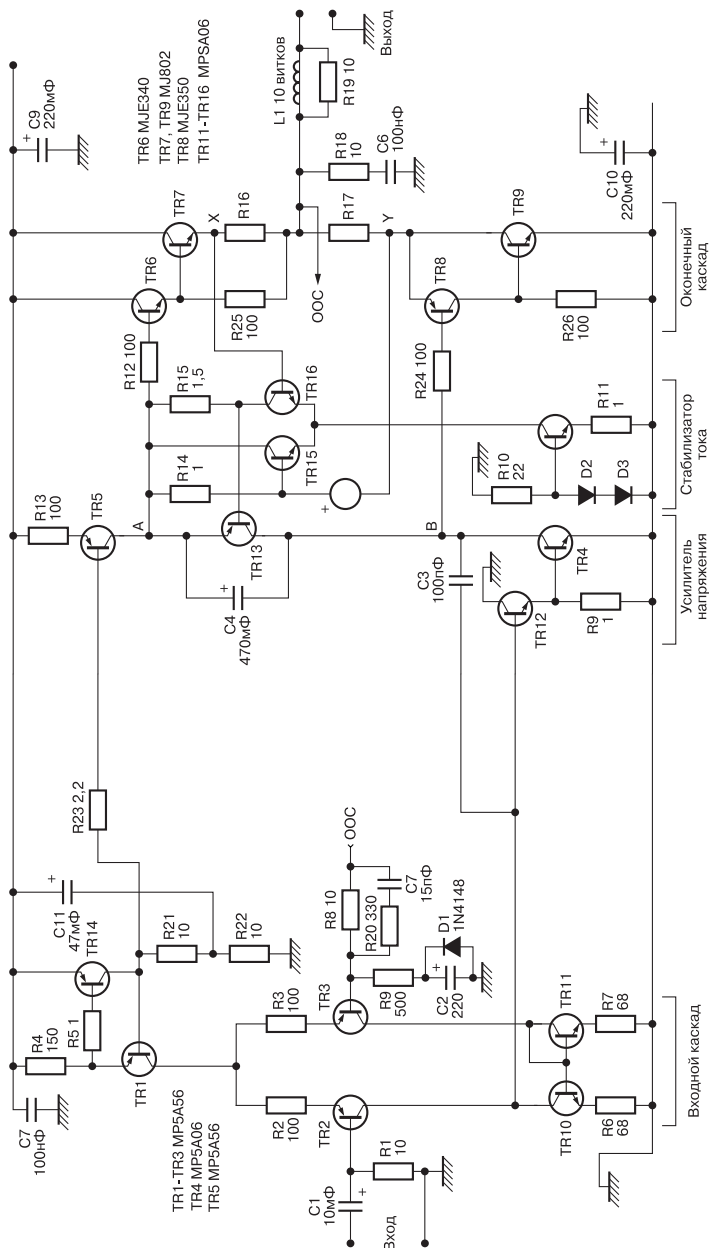 C9
220мФ
TR6 MJE340
TR7, TR9 MJ802
TR8 MJE350
TR11-TR16 MPSA06
L1 10 витков
R19 10
Выход
R18
10
C6
100нФ
C10
220мФ
TR7
X
R16
R17
Y
TR9
TR6
R25
100
ООС
TR8
R26
100
Оконечный
каскад
R12 100
R15
1,5
TR16
R24 100
R14
1
TR15
+
R10
22
D2
D3
R11
1
Стабилизатор
тока
R13
100
TR5
A
TR13
C4
470мФ
+
B
C3
100пФ
TR12
TR4
R9
1
Усилитель
напряжения
R23 2,2
C11
47мФ
+
TR14
R21
10
R22
10
R4
150
R5 1
TR1
C7
100нФ
TR1-TR3 MP5A56
TR4 MP5A06
TR5 MP5A56
R8 10
ООС
R20 330
C7
15пФ
R9
500
D1
1N4148
C2
220
+
R3
100
TR3
R2
100
TR2
TR11
R7
68
TR10
R6
68
Входной каскад
C1
10мФ
+
R1
10
Вход
+
+